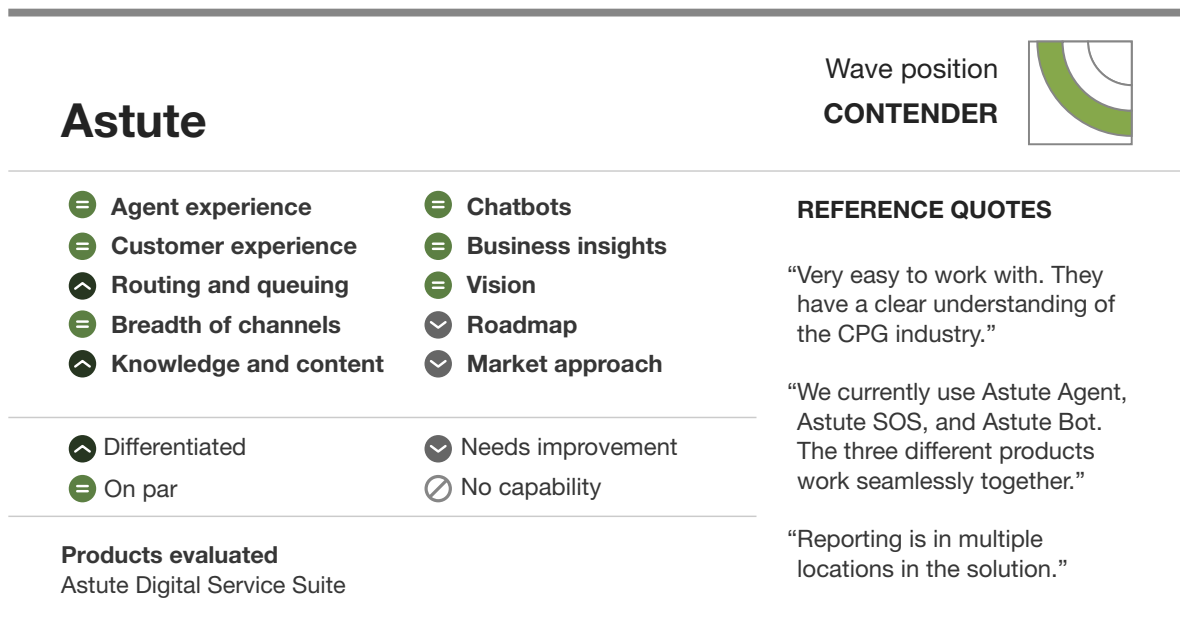 Wave position
CONTENDER
Astute
Agent experience
Customer experience
Routing and queuing
Breadth of channels
Knowledge and content
Chatbots
Business insights
Vision
Roadmap
Market approach
Differentiated
On par
Needs improvement
No capability
Products evaluated
Astute Digital Service Suite
REFERENCE QUOTES
“Very easy to work with. They
have a clear understanding of
the CPG industry.”
“We currently use Astute Agent,
Astute SOS, and Astute Bot.
The three different products
work seamlessly together.”
“Reporting is in multiple
locations in the solution.”